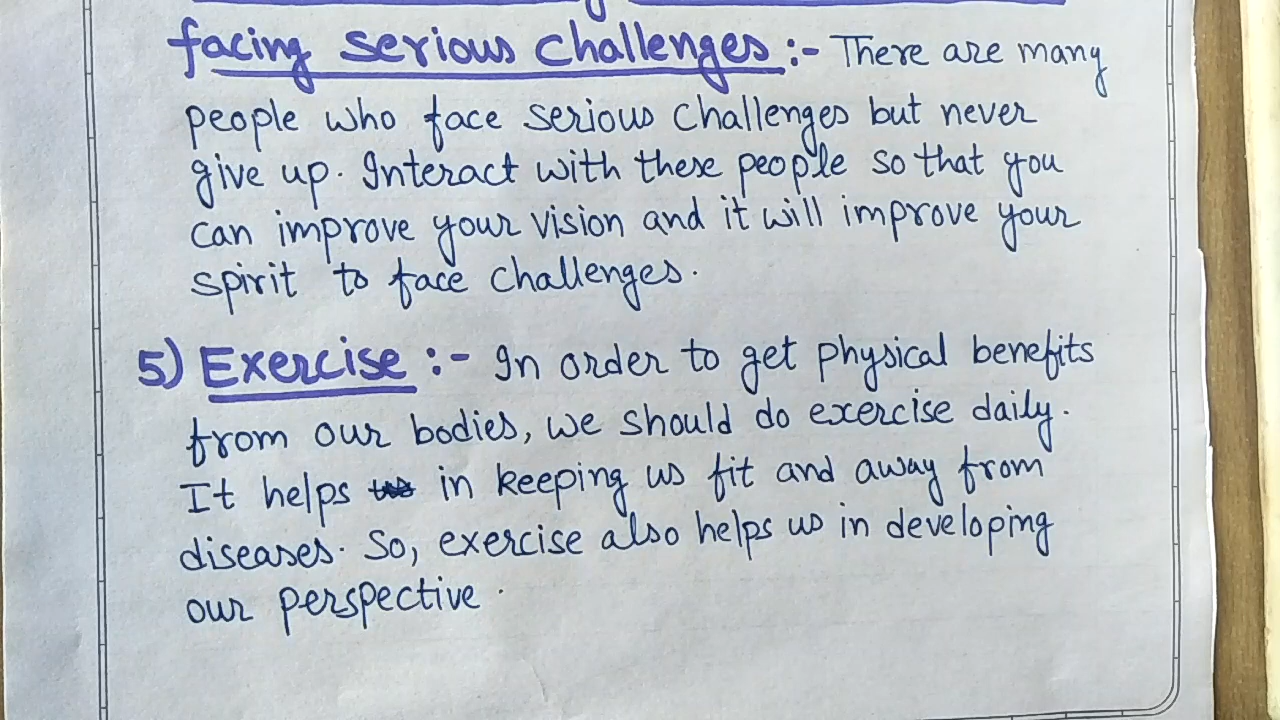 facing serious challenges :- There are many
people who face serious challenges but never
give up. Interact with these people so that you
can improve your vision and it will improve your
spirit to face challenges.
5) Exercise :- In order to get physical benefits
from our bodies, we should do exercise daily.
It helps in keeping us fit and away from
diseases. So, exercise also helps us in developing
our perspective.